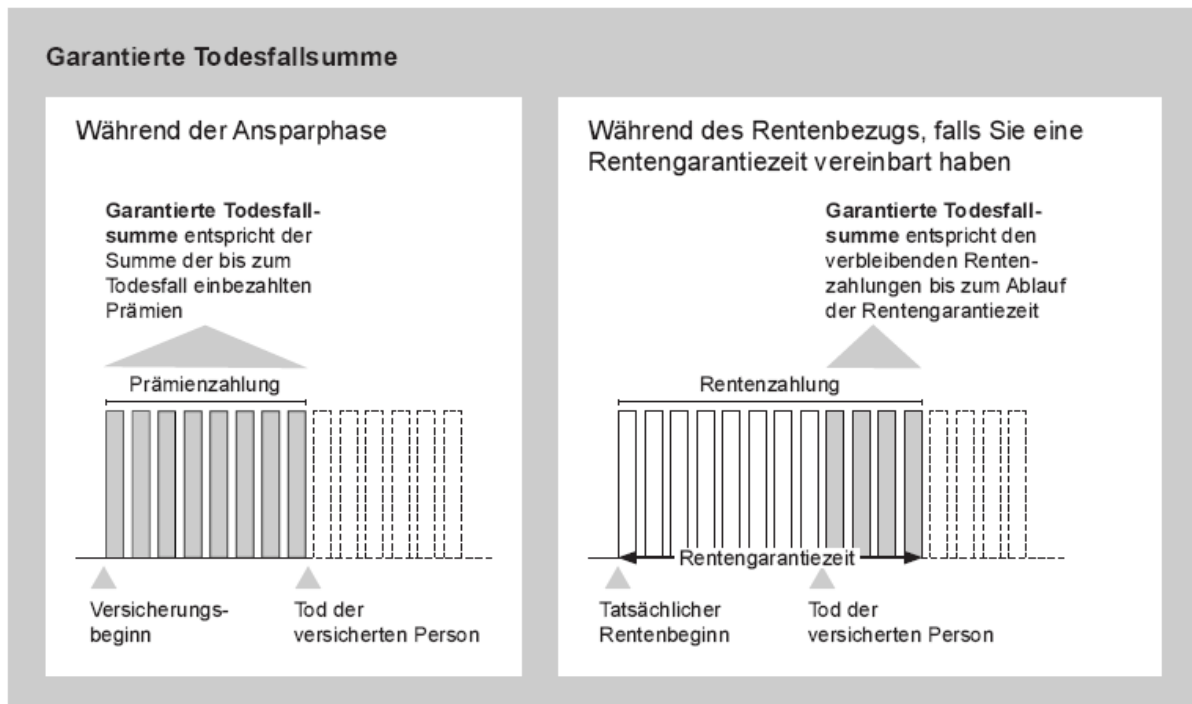 Garantierte Todesfallsumme
Während der Ansparphase
Garantierte Todesfall-
summe entspricht der
Summe der bis zum
Todesfall einbezahlten
Prämien
Prämienzahlung
Versicherungs-
beginn
Tod der
versicherten Person
Während des Rentenbezugs, falls Sie eine
Rentengarantiezeit vereinbart haben
Garantierte Todesfall-
summe entspricht den
verbleibenden Renten-
zahlungen bis zum Ablauf
der Rentengarantiezeit
Rentenzahlung
Rentengarantiezeit
Tatsächlicher
Rentenbeginn
Tod der
versicherten Person